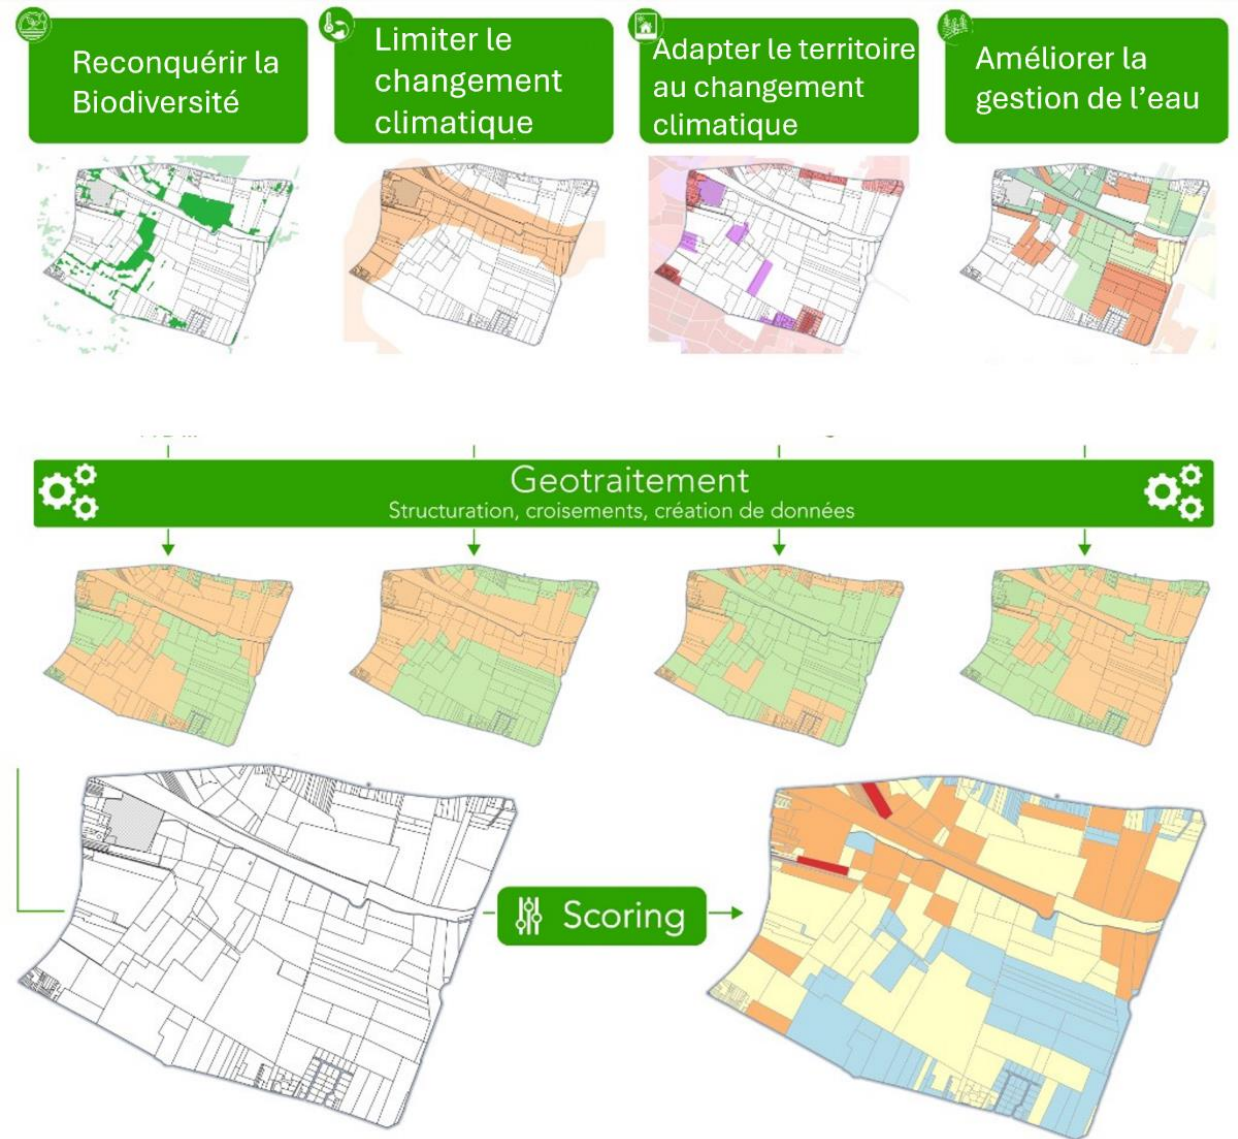 Reconquérir la
Biodiversité
Limiter le
changement
climatique
Adapter le territoire
au changement
climatique
Améliorer la
gestion de l’eau
Geotraitement
Structuration, croisements, création de données
Scoring